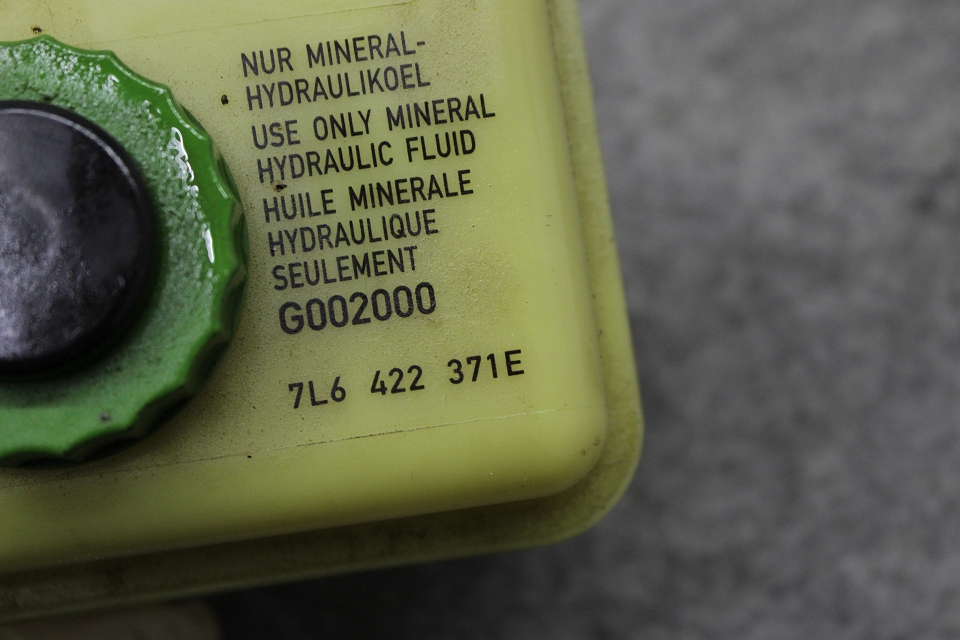 NUR MINERAL-
HYDRAULIKOEL
USE ONLY MINERAL
HYDRAULIC FLUID
HUILE MINERALE
HYDRAULIQUE
SEULEMENT
G002000
7L6 422 371E